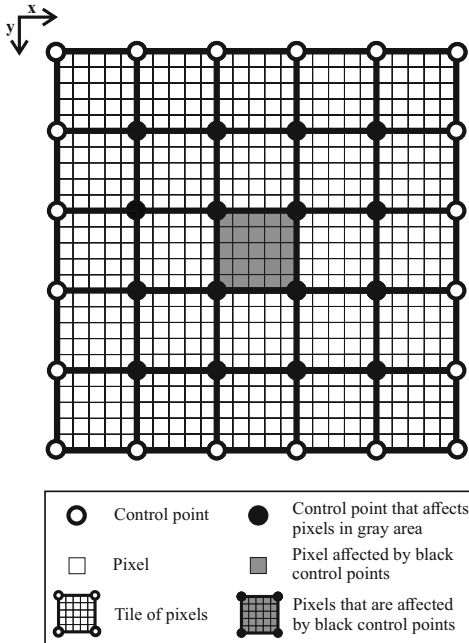 x
y
Control point
Control point that affects
pixels in gray area
Pixel
Pixel affected by black
control points
Tile of pixels
Pixels that are affected
by black control points